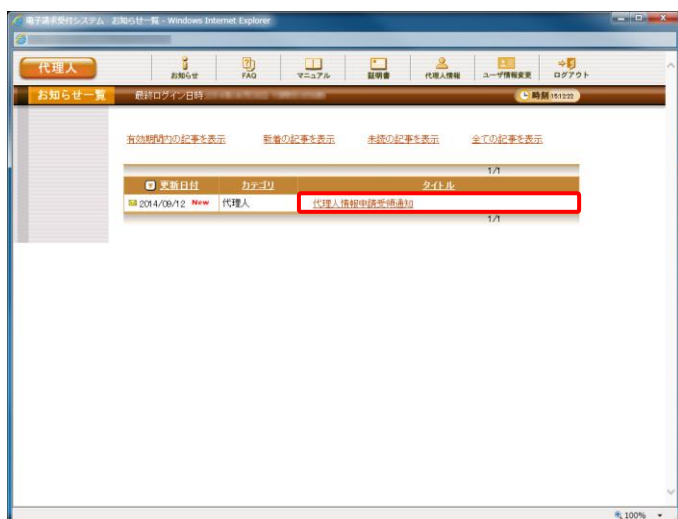 電子請求受付システム お知らせ一覧 - Windows Internet Explorer
代理人
お知らせ
FAQ
マニュアル
証明書
代理人情報
ユーザ情報変更
ログアウト
お知らせ一覧
最終ログイン日時:
時刻 15:12:22
有効期間内の記事を表示 新着の記事を表示 未読の記事を表示 全ての記事を表示
1/1
更新日付 カテゴリ タイトル
2014/09/12 New 代理人 代理人情報申請受領通知
1/1
100%